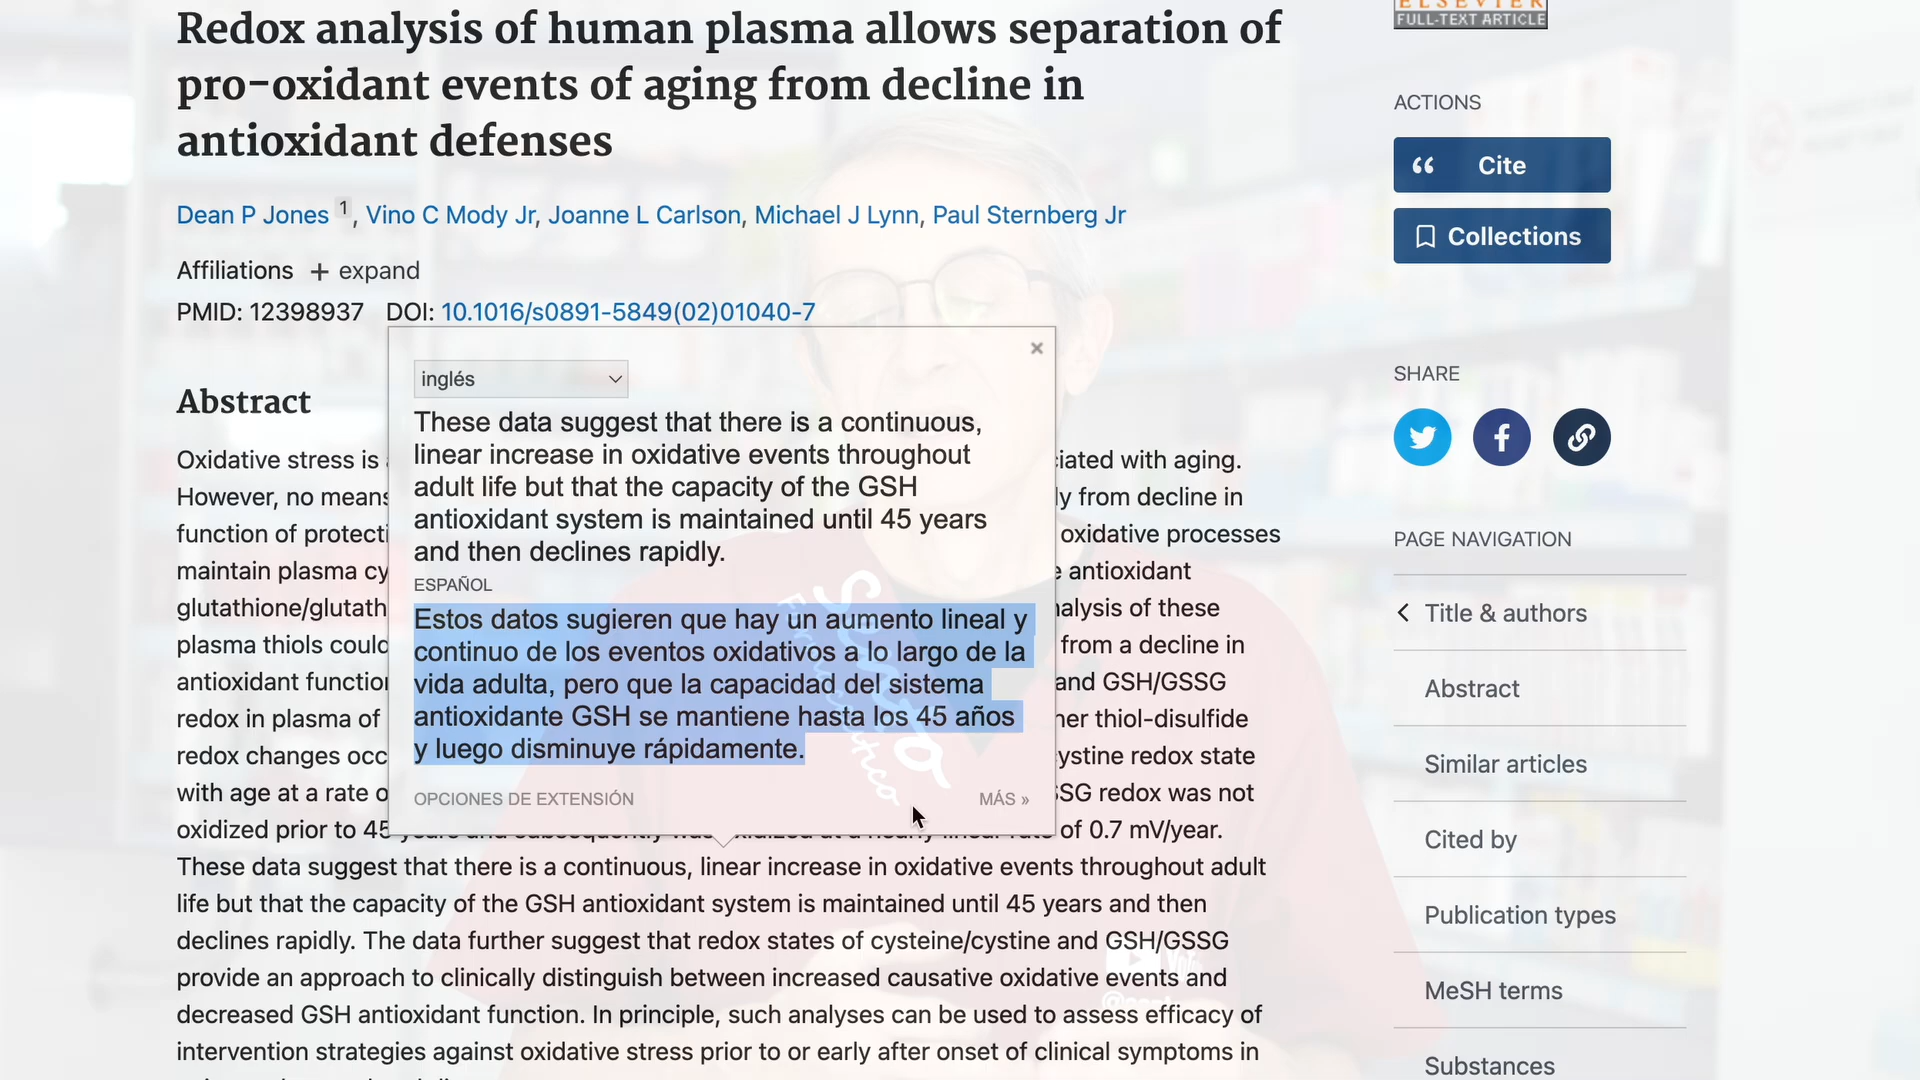 ELSEVIER
FULL-TEXT ARTICLE
Redox analysis of human plasma allows separation of
pro-oxidant events of aging from decline in
antioxidant defenses
Dean P Jones 1, Vino C Mody Jr, Joanne L Carlson, Michael J Lynn, Paul Sternberg Jr
Affiliations + expand
PMID: 12398937 DOI: 10.1016/s0891-5849(02)01040-7
Abstract
inglés
These data suggest that there is a continuous,
linear increase in oxidative events throughout
adult life but that the capacity of the GSH
antioxidant system is maintained until 45 years
and then declines rapidly.
ESPAÑOL
Estos datos sugieren que hay un aumento lineal y
continuo de los eventos oxidativos a lo largo de la
vida adulta, pero que la capacidad del sistema
antioxidante GSH se mantiene hasta los 45 años
y luego disminuye rápidamente.
OPCIONES DE EXTENSIÓN MÁS »
Oxidative stress is iated with aging.
However, no means y from decline in
function of protecti oxidative processes
maintain plasma cy antioxidant
glutathione/glutath nalysis of these
plasma thiols could from a decline in
antioxidant function and GSH/GSSG
redox in plasma of her thiol-disulfide
redox changes occ ystine redox state
with age at a rate o SG redox was not
oxidized prior to 45 years and subsequently was oxidized at a nearly linear rate of 0.7 mV/year.
These data suggest that there is a continuous, linear increase in oxidative events throughout adult
life but that the capacity of the GSH antioxidant system is maintained until 45 years and then
declines rapidly. The data further suggest that redox states of cysteine/cystine and GSH/GSSG
provide an approach to clinically distinguish between increased causative oxidative events and
decreased GSH antioxidant function. In principle, such analyses can be used to assess efficacy of
intervention strategies against oxidative stress prior to or early after onset of clinical symptoms in
ACTIONS
Cite
Collections
SHARE
PAGE NAVIGATION
Title & authors
Abstract
Similar articles
Cited by
Publication types
MeSH terms
Substances